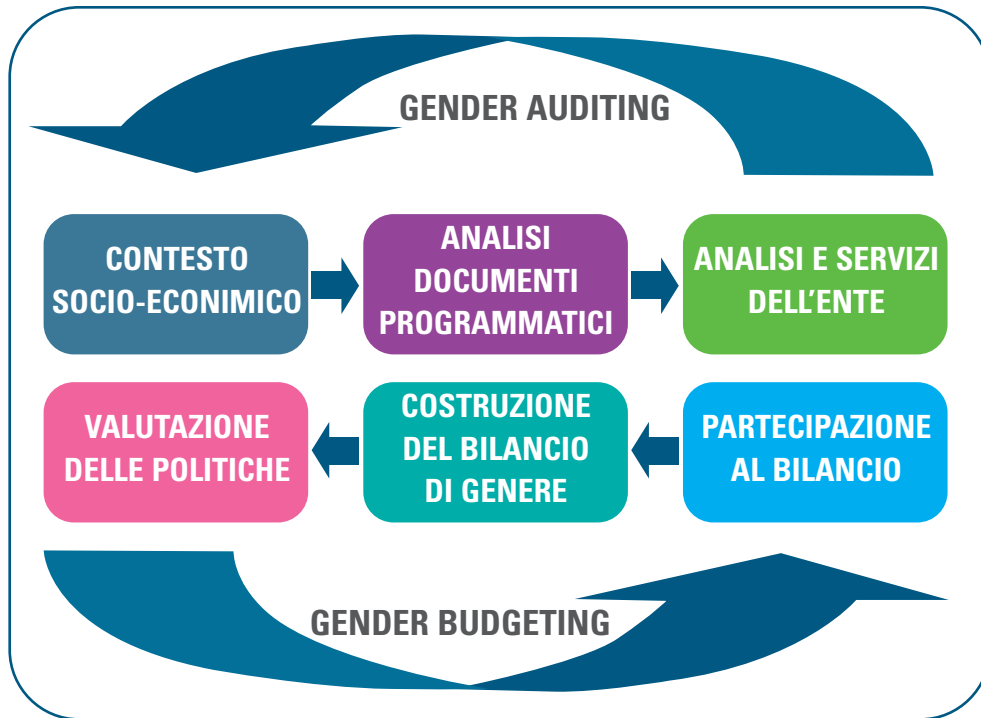 GENDER AUDITING
CONTESTO
SOCIO-ECONIMICO
ANALISI
DOCUMENTI
PROGRAMMATICI
ANALISI E SERVIZI
DELL'ENTE
VALUTAZIONE
DELLE POLITICHE
COSTRUZIONE
DEL BILANCIO
DI GENERE
PARTECIPAZIONE
AL BILANCIO
GENDER BUDGETING